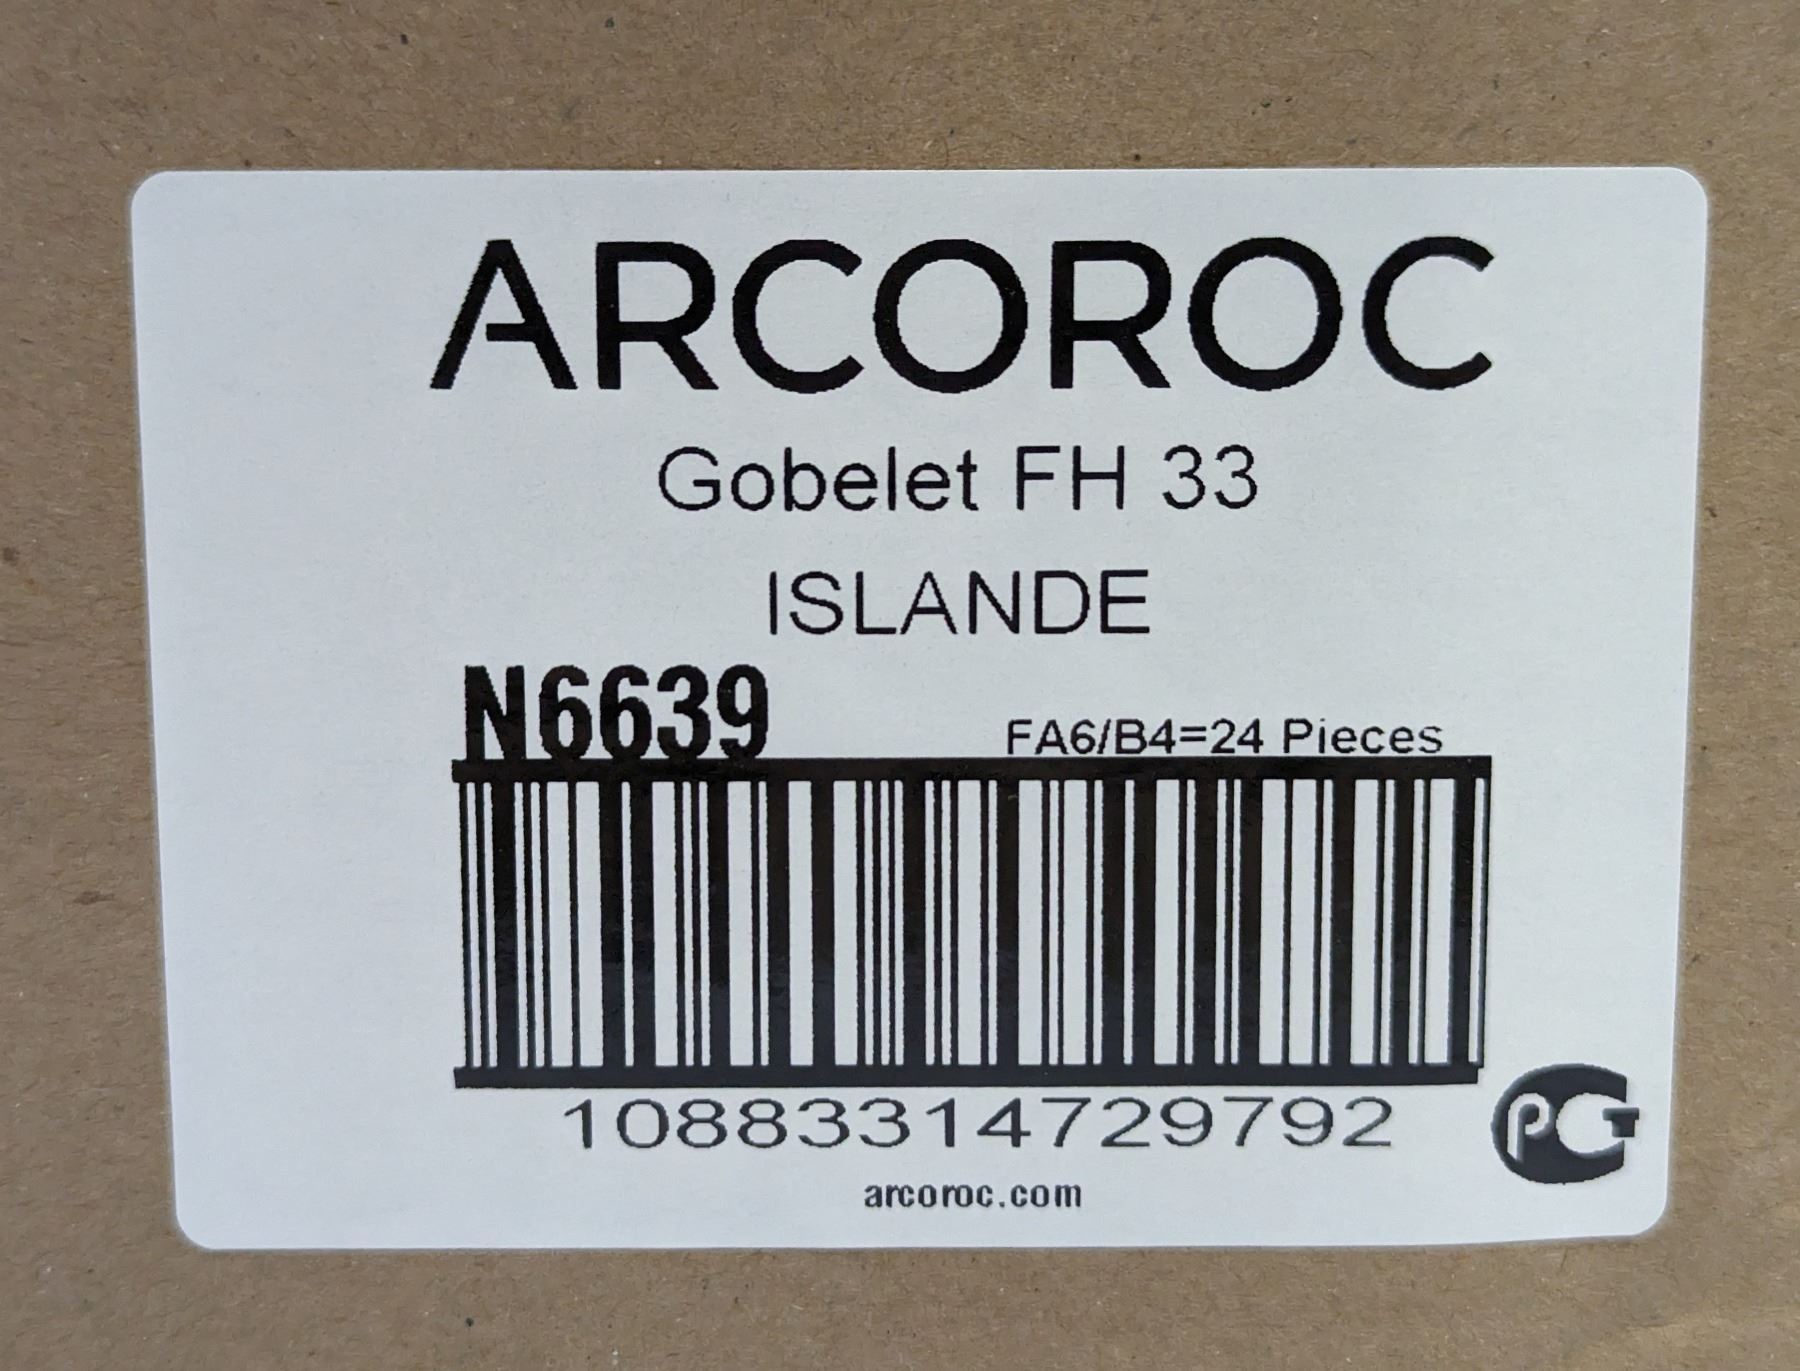 ARCOROC
Gobelet FH 33
ISLANDE
N6639
FA6/B4=24 Pieces
10883314729792
arcoroc.com